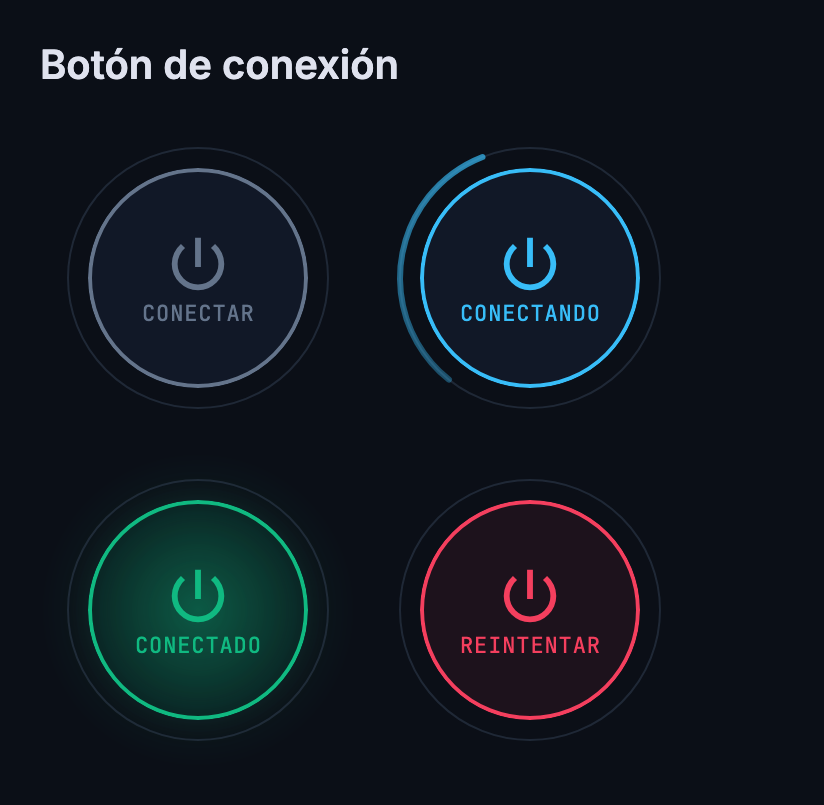 Botón de conexión
CONECTAR
CONECTANDO
CONECTADO
REINTENTAR